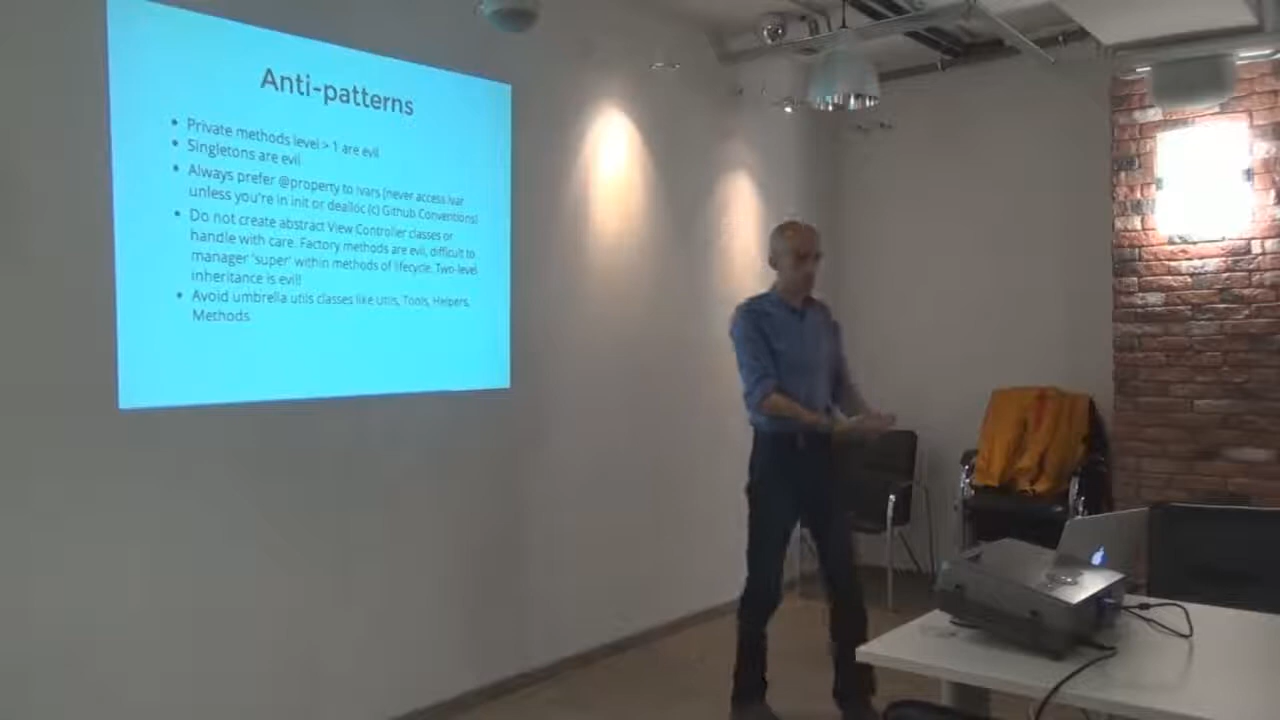 Anti-patterns
• Private methods level > 1 are evil
• Singletons are evil
• Always prefer @property to ivars (never access ivar
unless you're in init or dealloc (c) Github Conventions)
• Do not create abstract View Controller classes or
handle with care. Factory methods are evil, difficult to
manager 'super' within methods of lifecycle. Two-level
inheritance is evil!
• Avoid umbrella utils classes like Utils, Tools, Helpers,
Methods